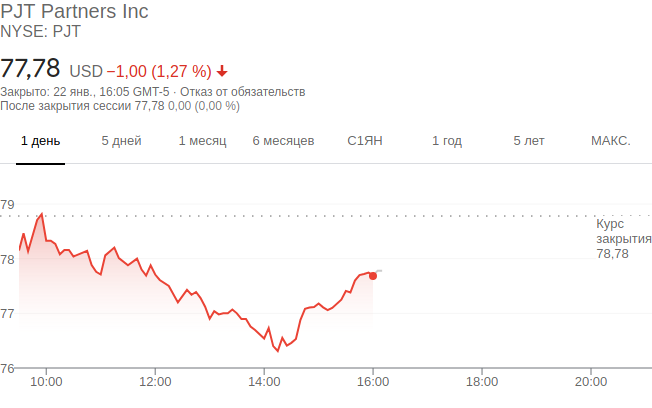 PJT Partners Inc
NYSE: PJT
77,78 USD −1,00 (1,27 %)
Закрыто: 22 янв., 16:05 GMT-5 · Отказ от обязательств
После закрытия сессии 77,78 0,00 (0,00 %)
1 день 5 дней 1 месяц 6 месяцев С1ЯН 1 год 5 лет МАКС.
79
Курс
закрытия
78,78
78
77
76
10:00 12:00 14:00 16:00 18:00 20:00